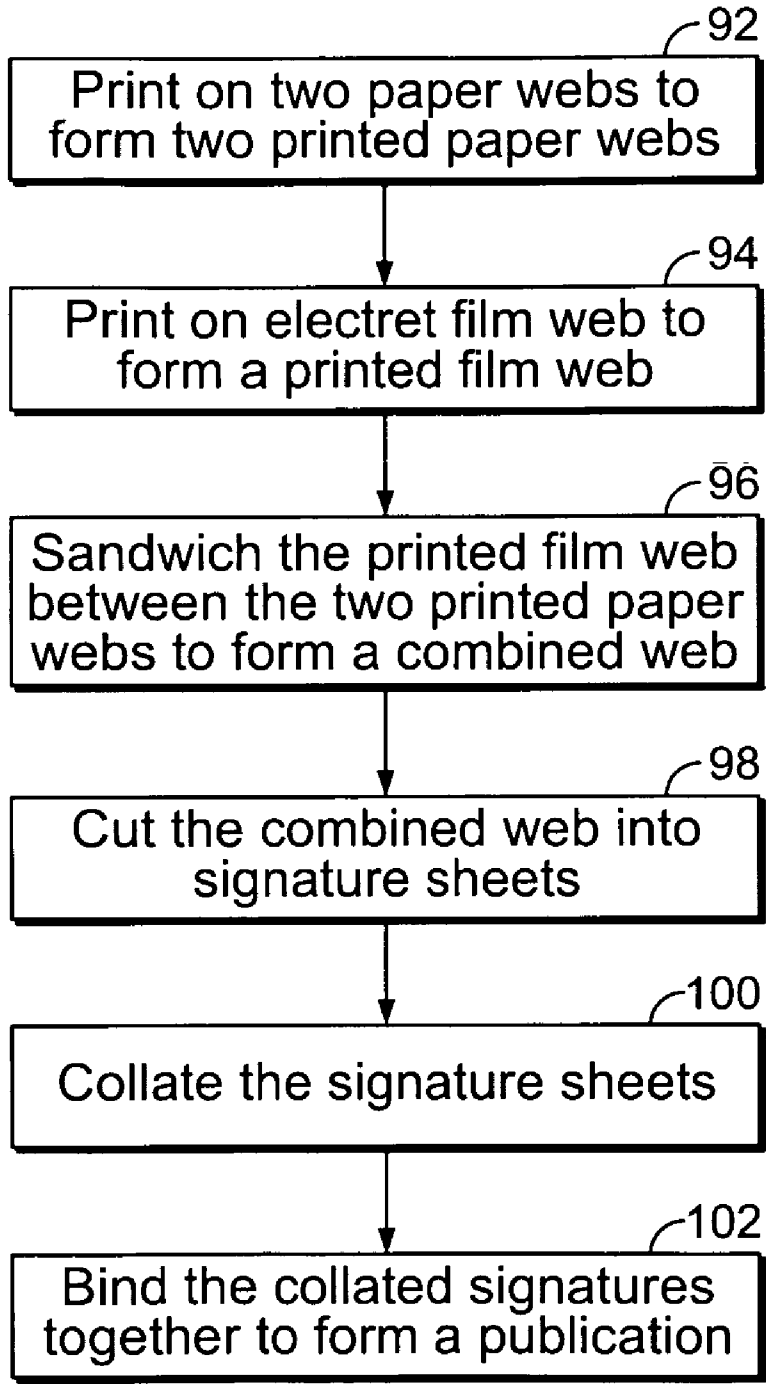 92
Print on two paper webs to
form two printed paper webs
94
Print on electret film web to
form a printed film web
96
Sandwich the printed film web
between the two printed paper
webs to form a combined web
98
Cut the combined web into
signature sheets
100
Collate the signature sheets
102
Bind the collated signatures
together to form a publication